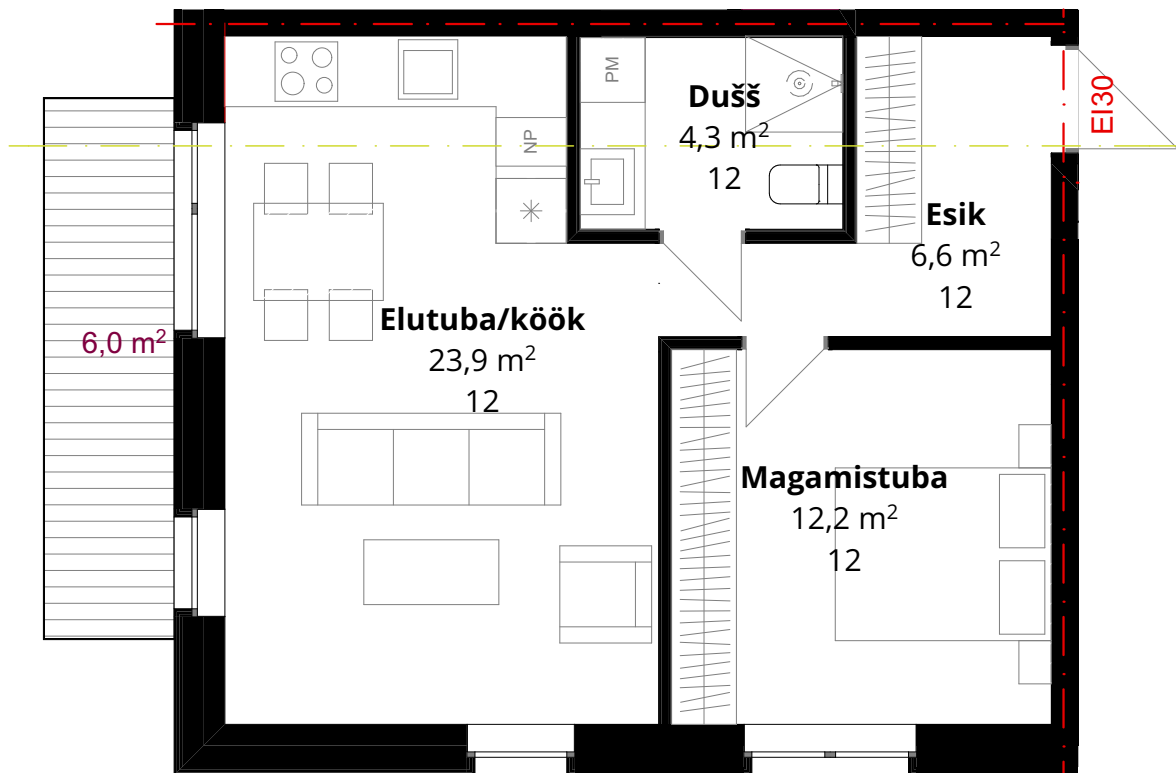 PM
Dušš
4,3 m²
12
EI30
NP
Esik
6,6 m²
12
Elutuba/köök
23,9 m²
12
6,0 m²
Magamistuba
12,2 m²
12